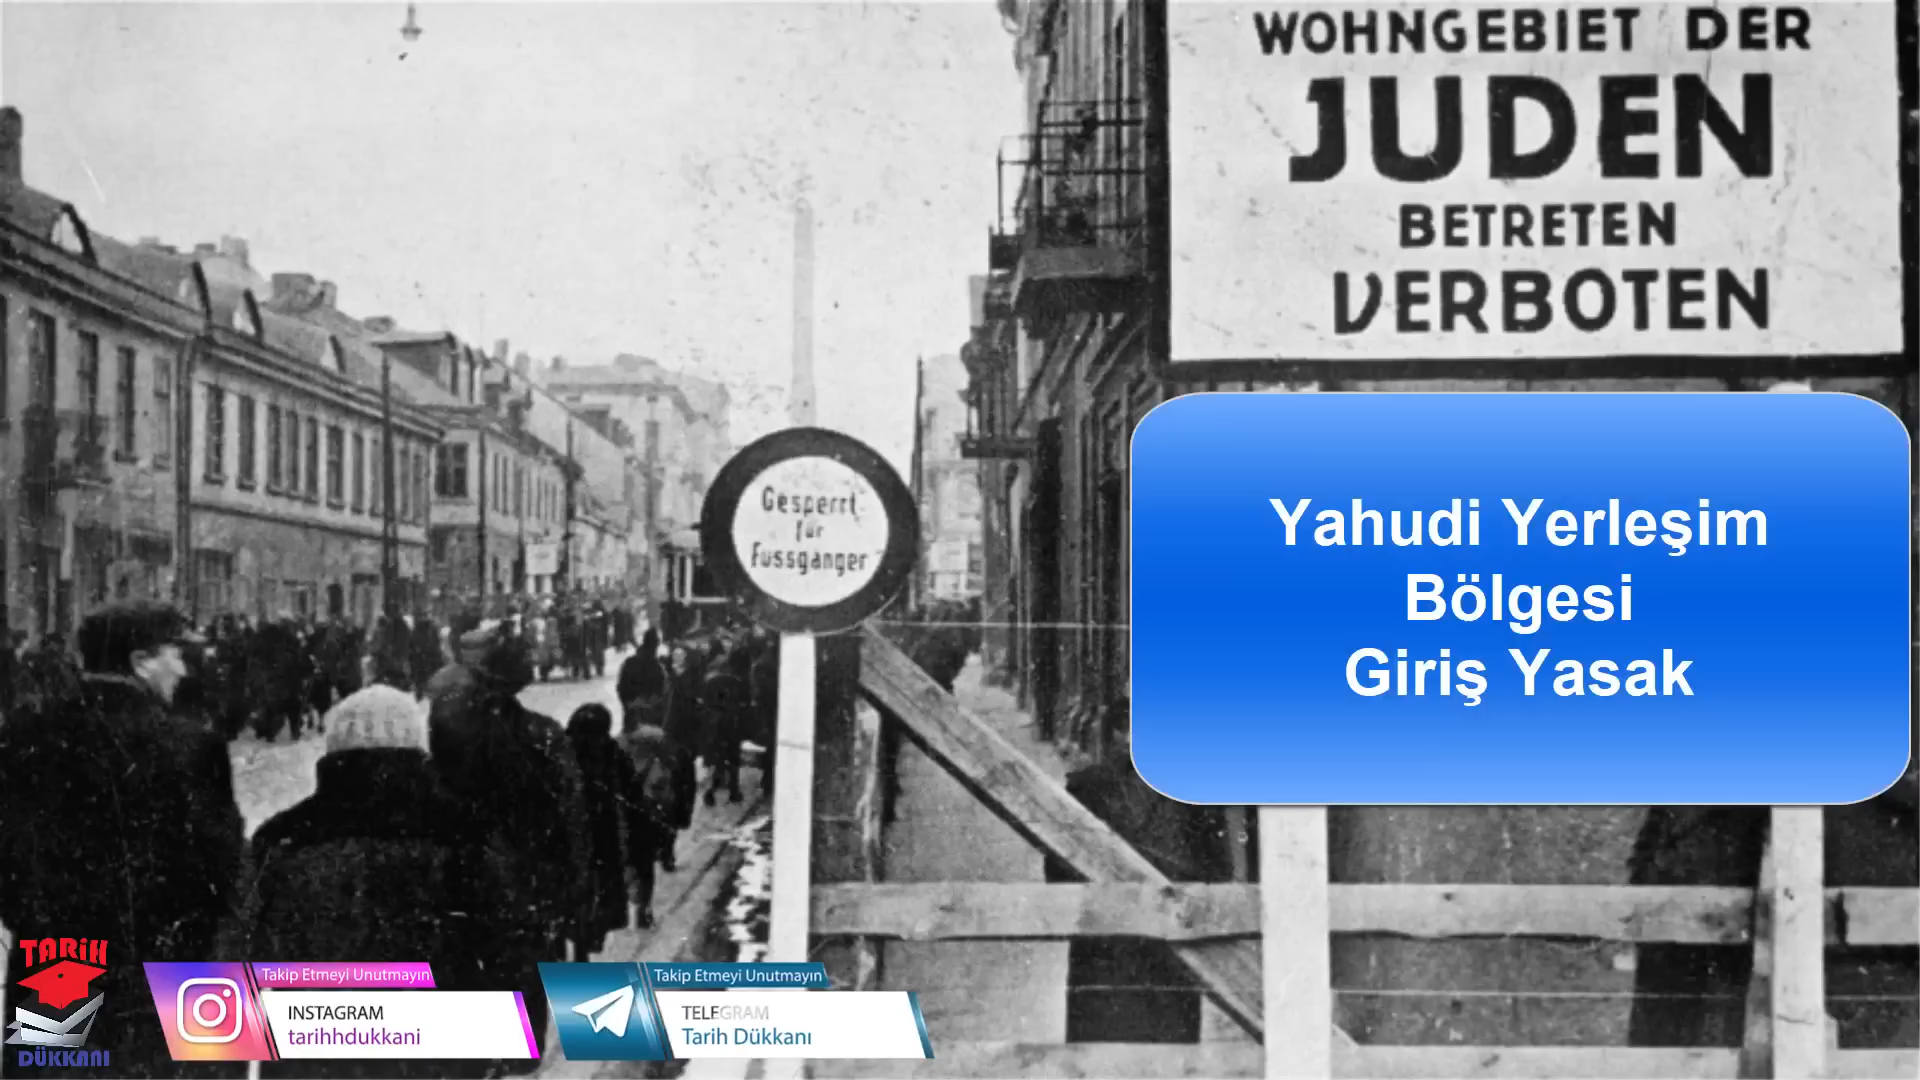 WOHNGEBIET DER
JUDEN
BETRETEN
VERBOTEN
Gesperrt
für
Fussgänger
Yahudi Yerleşim
Bölgesi
Giriş Yasak
TARiH
DÜKKANI
Takip Etmeyi Unutmayın
INSTAGRAM
tarihhdukkani
Takip Etmeyi Unutmayın
TELEGRAM
Tarih Dükkanı